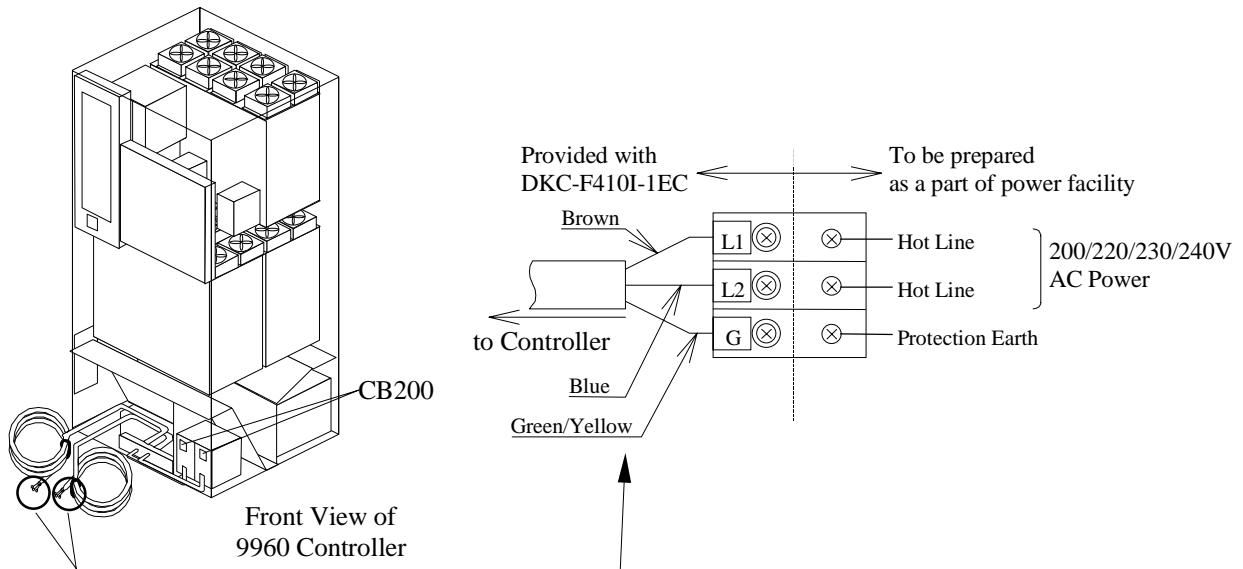 Provided with
DKC-F410I-1EC
To be prepared
as a part of power facility
Brown
L1
Hot Line
200/220/230/240V
AC Power
L2
Hot Line
to Controller
G
Protection Earth
Blue
Green/Yellow
CB200
Front View of
9960 Controller